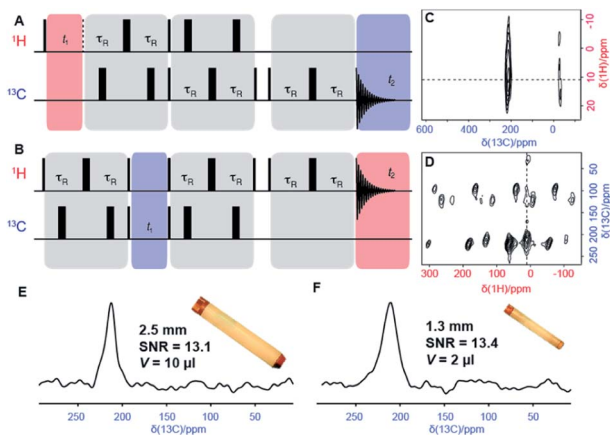 A
¹H
t₁
τR
τR
¹³C
τR
τR
τR
τR
t₂
B
¹H
τR
τR
τR
τR
τR
τR
t₂
¹³C
t₁
C
-10
0
10
20
δ(1H)/ppm
600
400
200
0
δ(13C)/ppm
D
50
100
150
200
250
δ(13C)/ppm
300
200
100
0
-100
δ(1H)/ppm
E
2.5 mm
SNR = 13.1
V = 10 μl
250
200
150
100
50
δ(13C)/ppm
F
1.3 mm
SNR = 13.4
V = 2 μl
250
200
150
100
50
δ(13C)/ppm